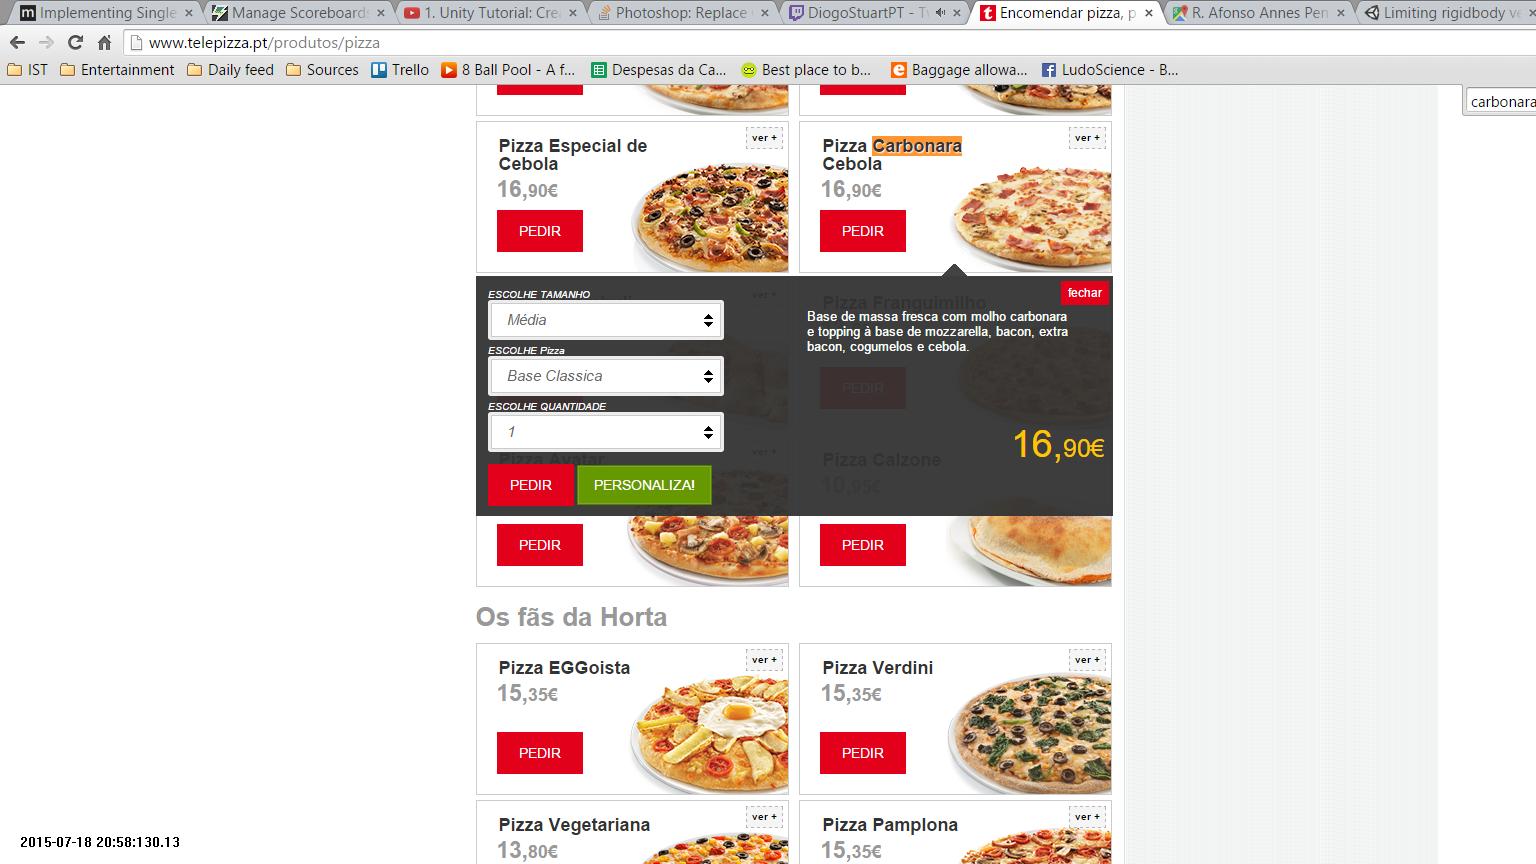 Implementing Single
Manage Scoreboards
1. Unity Tutorial: Cre
Photoshop: Replace
DiogoStuartPT - Tw
Encomendar pizza, p
R. Afonso Annes Pen
Limiting rigidbody ve
www.telepizza.pt/produtos/pizza
IST
Entertainment
Daily feed
Sources
Trello
8 Ball Pool - A f...
Despesas da Ca...
Best place to b...
Baggage allowa...
LudoScience - B...
carbonara
Pizza Especial de
Cebola
16,90€
PEDIR
ver +
Pizza Carbonara
Cebola
16,90€
PEDIR
ver +
ESCOLHE TAMANHO
Média
ESCOLHE Pizza
Base Classica
ESCOLHE QUANTIDADE
1
PEDIR
PERSONALIZA!
ver +
Pizza Franguimilho
fechar
Base de massa fresca com molho carbonara
e topping à base de mozzarella, bacon, extra
bacon, cogumelos e cebola.
PEDIR
16,90€
Pizza Avatar
ver +
Pizza Calzone
10,95€
PEDIR
PEDIR
Os fãs da Horta
Pizza EGGoista
15,35€
PEDIR
ver +
Pizza Verdini
15,35€
PEDIR
ver +
Pizza Vegetariana
13,80€
ver +
Pizza Pamplona
15,35€
ver +
2015-07-18 20:58:130.13